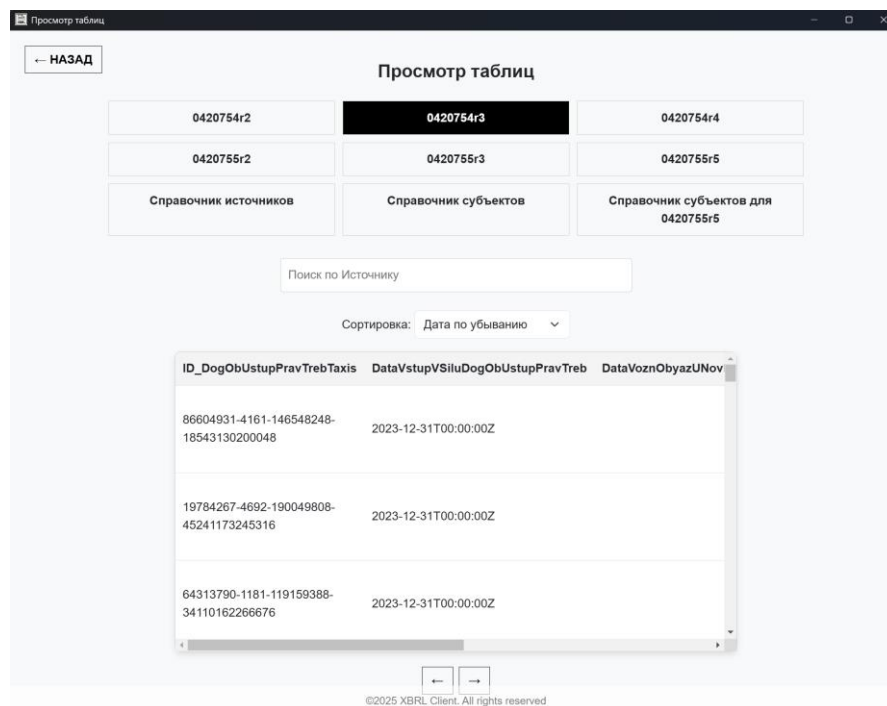 Просмотр таблиц
← НАЗАД
Просмотр таблиц
0420754r2
0420754r3
0420754r4
0420755r2
0420755r3
0420755r5
Справочник источников
Справочник субъектов
Справочник субъектов для
0420755r5
Поиск по Источнику
Сортировка: Дата по убыванию
ID_DogObUstupPravTrebTaxis DataVstupVSiluDogObUstupPravTreb DataVoznObyazUNov
86604931-4161-146548248-
18543130200048
2023-12-31T00:00:00Z
19784267-4692-190049808-
45241173245316
2023-12-31T00:00:00Z
64313790-1181-119159388-
34110162266676
2023-12-31T00:00:00Z
← →
©2025 XBRL Client. All rights reserved